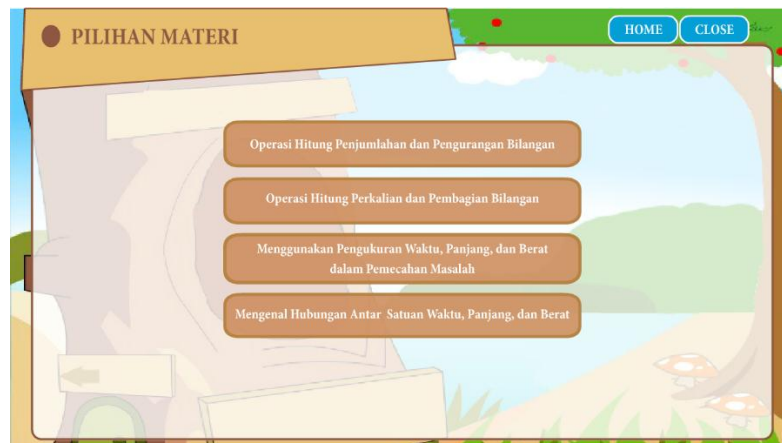 PILIHAN MATERI
HOME
CLOSE
Operasi Hitung Penjumlahan dan Pengurangan Bilangan
Operasi Hitung Perkalian dan Pembagian Bilangan
Menggunakan Pengukuran Waktu, Panjang, dan Berat
dalam Pemecahan Masalah
Mengenal Hubungan Antar Satuan Waktu, Panjang, dan Berat